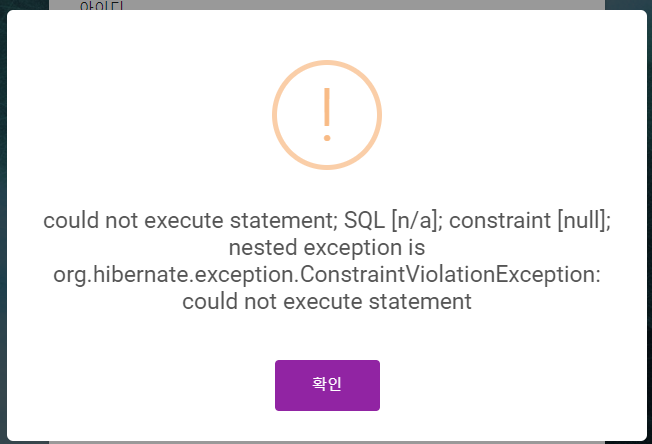 아이디
could not execute statement; SQL [n/a]; constraint [null];
nested exception is
org.hibernate.exception.ConstraintViolationException:
could not execute statement
확인